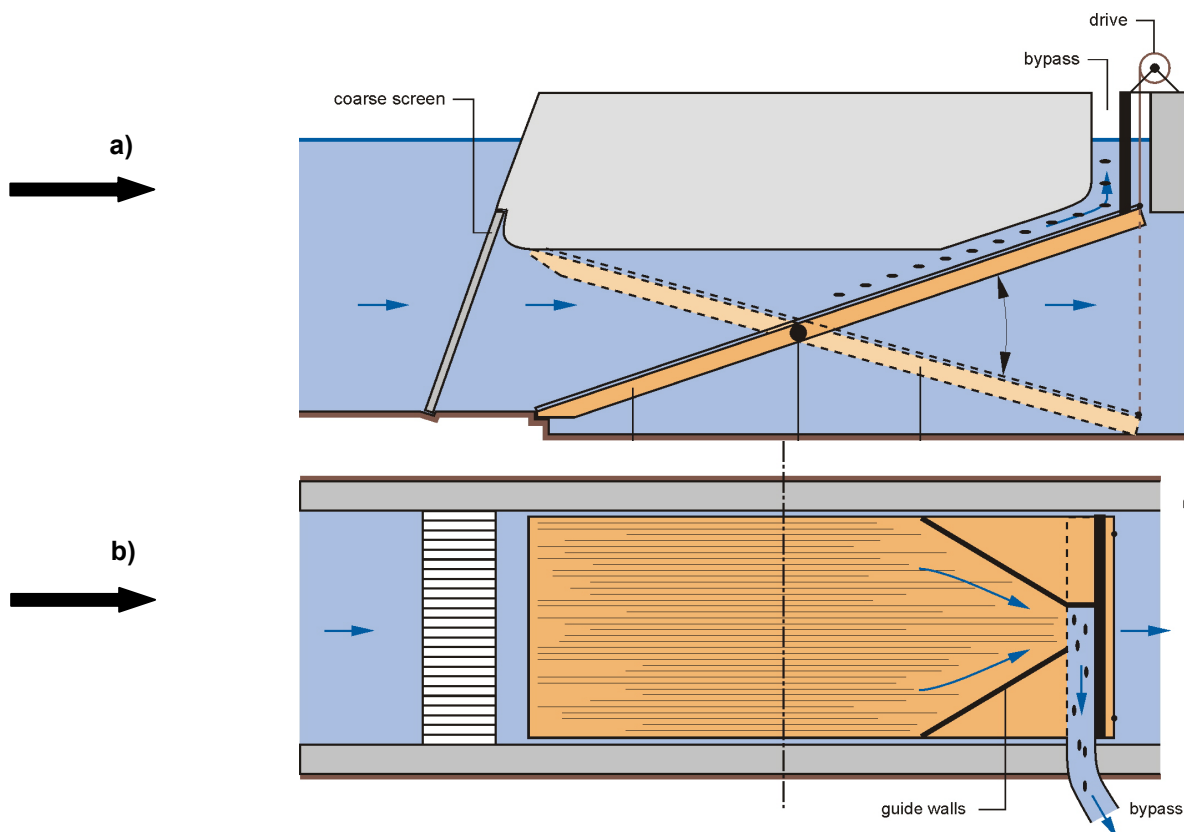 drive
bypass
coarse screen
a)
b)
guide walls
bypass